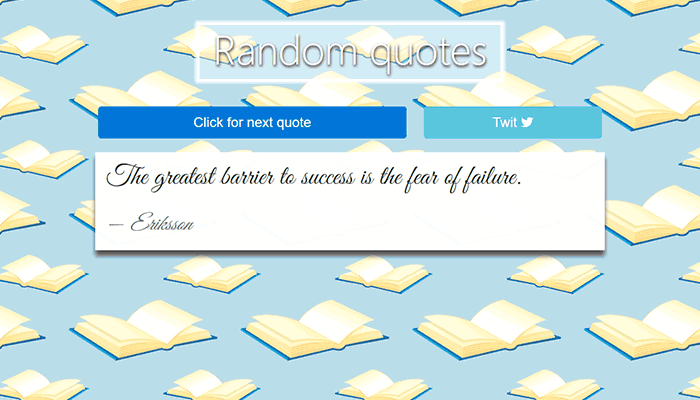 Random quotes
Click for next quote
Twit
The greatest barrier to success is the fear of failure.
— Eriksson